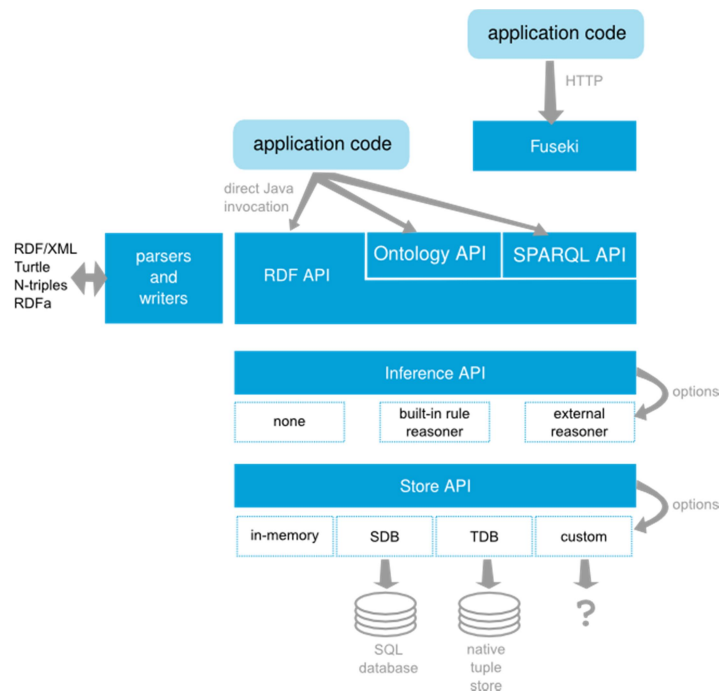 application code
HTTP
Fuseki
application code
direct Java
invocation
RDF/XML
Turtle
N-triples
RDFa
parsers
and
writers
RDF API
Ontology API
SPARQL API
Inference API
options
none
built-in rule
reasoner
external
reasoner
Store API
options
in-memory
SDB
TDB
custom
?
SQL
database
native
tuple
store